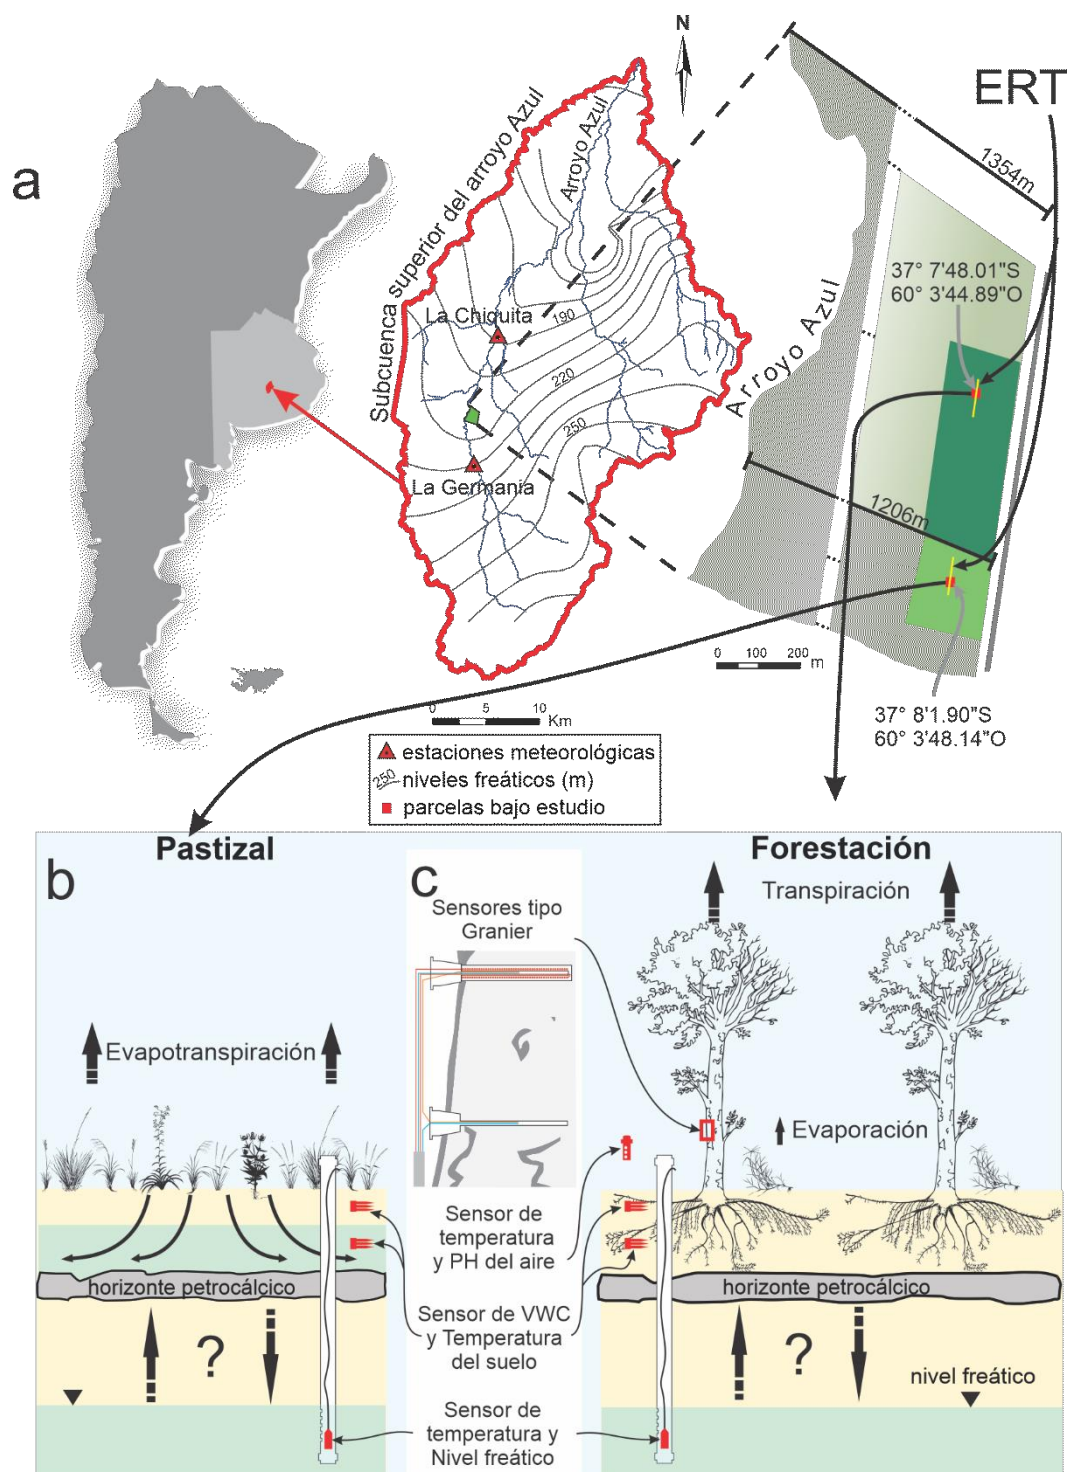 a
N
ERT
Subcuenca superior del arroyo Azul
Arroyo Azul
La Chiquita
190
220
250
La Germania
0 5 10
Km
Arroyo Azul
1354m
37° 7'48.01"S
60° 3'44.89"O
1206m
0 100 200
m
37° 8'1.90"S
60° 3'48.14"O
estaciones meteorológicas
250 niveles freáticos (m)
parcelas bajo estudio
b
Pastizal
Evapotranspiración
horizonte petrocálcico
?
c
Sensores tipo
Granier
Sensor de
temperatura
y PH del aire
Sensor de VWC
y Temperatura
del suelo
Sensor de
temperatura y
Nivel freático
Forestación
Transpiración
Evaporación
horizonte petrocálcico
?
nivel freático